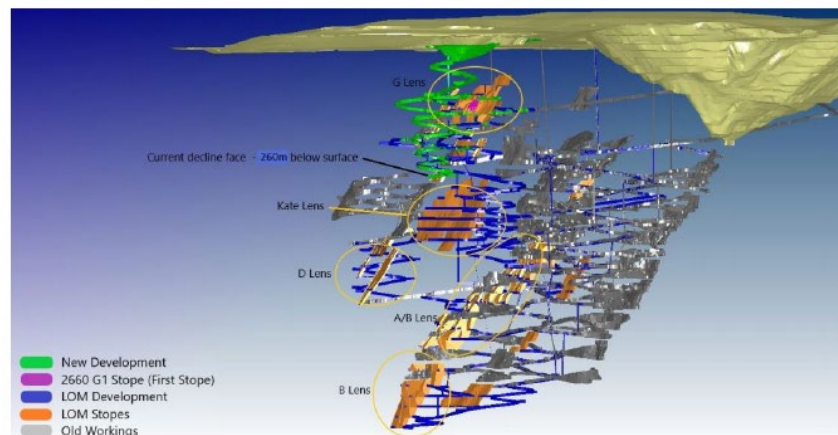 G Lens
Current decline face - 260m below surface
Kate Lens
D Lens
A/B Lens
B Lens
New Development
2660 G1 Stope (First Stope)
LOM Development
LOM Stopes
Old Workings